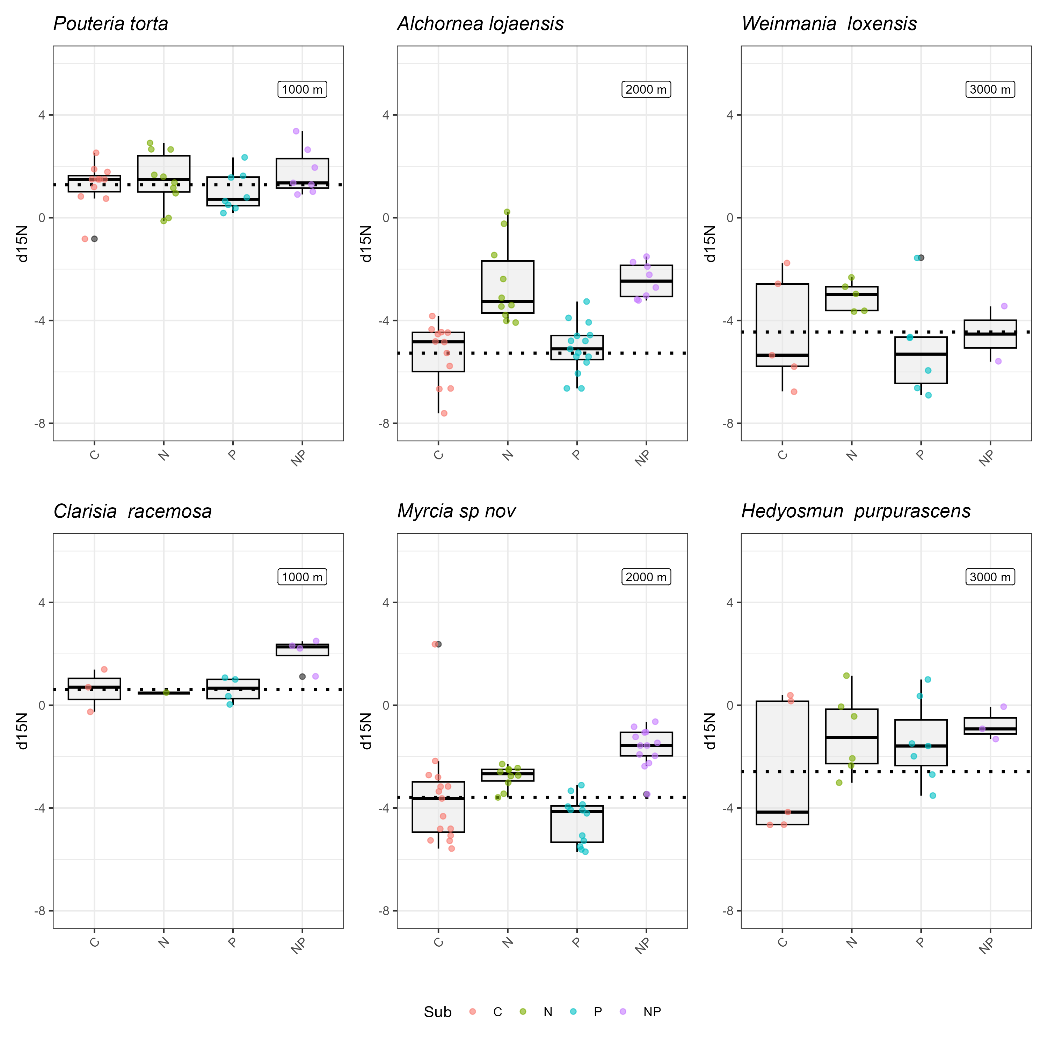 Pouteria torta
Alchornea lojaensis
Weinmania  loxensis
1000 m
2000 m
3000 m
4
0
-4
-8
d15N
C
N
P
NP
4
0
-4
-8
d15N
C
N
P
NP
4
0
-4
-8
d15N
C
N
P
NP
Clarisia  racemosa
Myrcia sp nov
Hedyosmun  purpurascens
1000 m
2000 m
3000 m
4
0
-4
-8
d15N
C
N
P
NP
4
0
-4
-8
d15N
C
N
P
NP
4
0
-4
-8
d15N
C
N
P
NP
Sub C N P NP